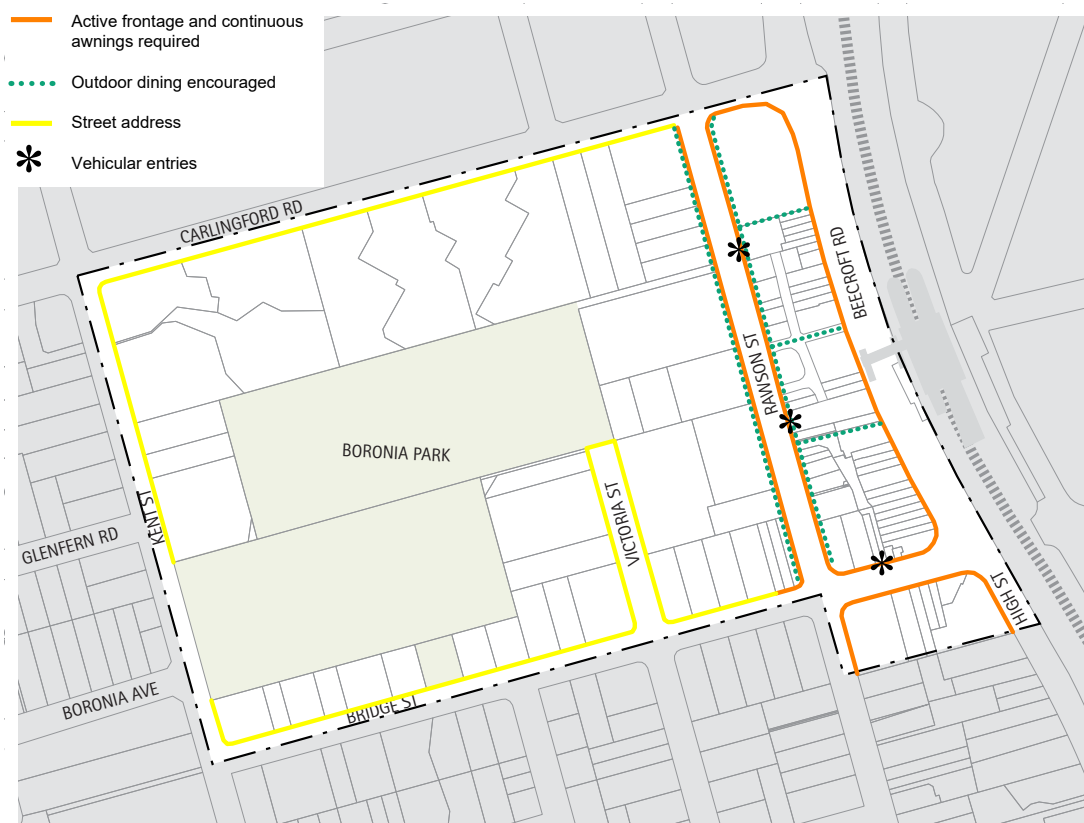 Active frontage and continuous
awnings required
Outdoor dining encouraged
Street address
Vehicular entries
CARLINGFORD RD
BEECROFT RD
RAWSON ST
BORONIA PARK
KENT ST
VICTORIA ST
GLENFERN RD
HIGH ST
BORONIA AVE
BRIDGE ST